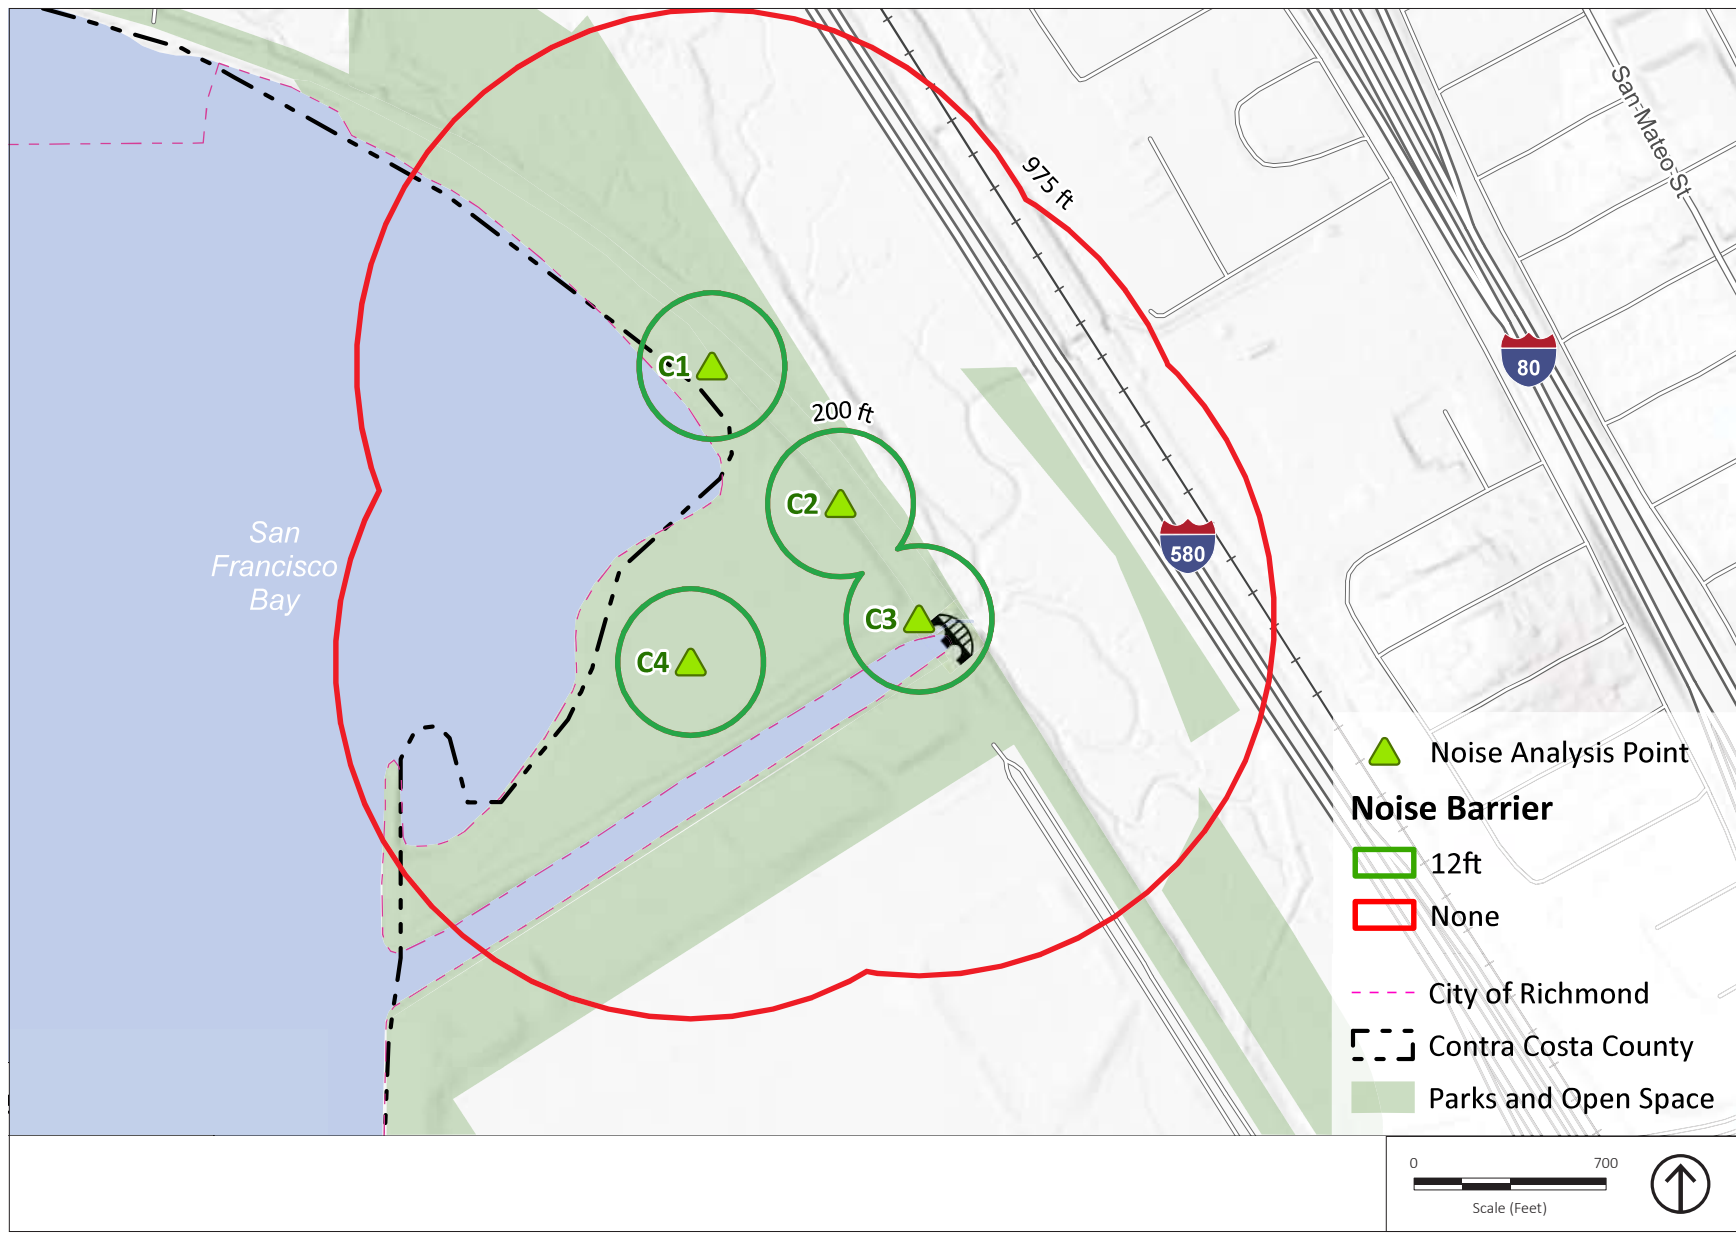 San Mateo St
975 ft
80
C1
200 ft
C2
San
Francisco
Bay
580
C3
C4
Noise Analysis Point
Noise Barrier
12ft
None
City of Richmond
Contra Costa County
Parks and Open Space
0 700
Scale (Feet)